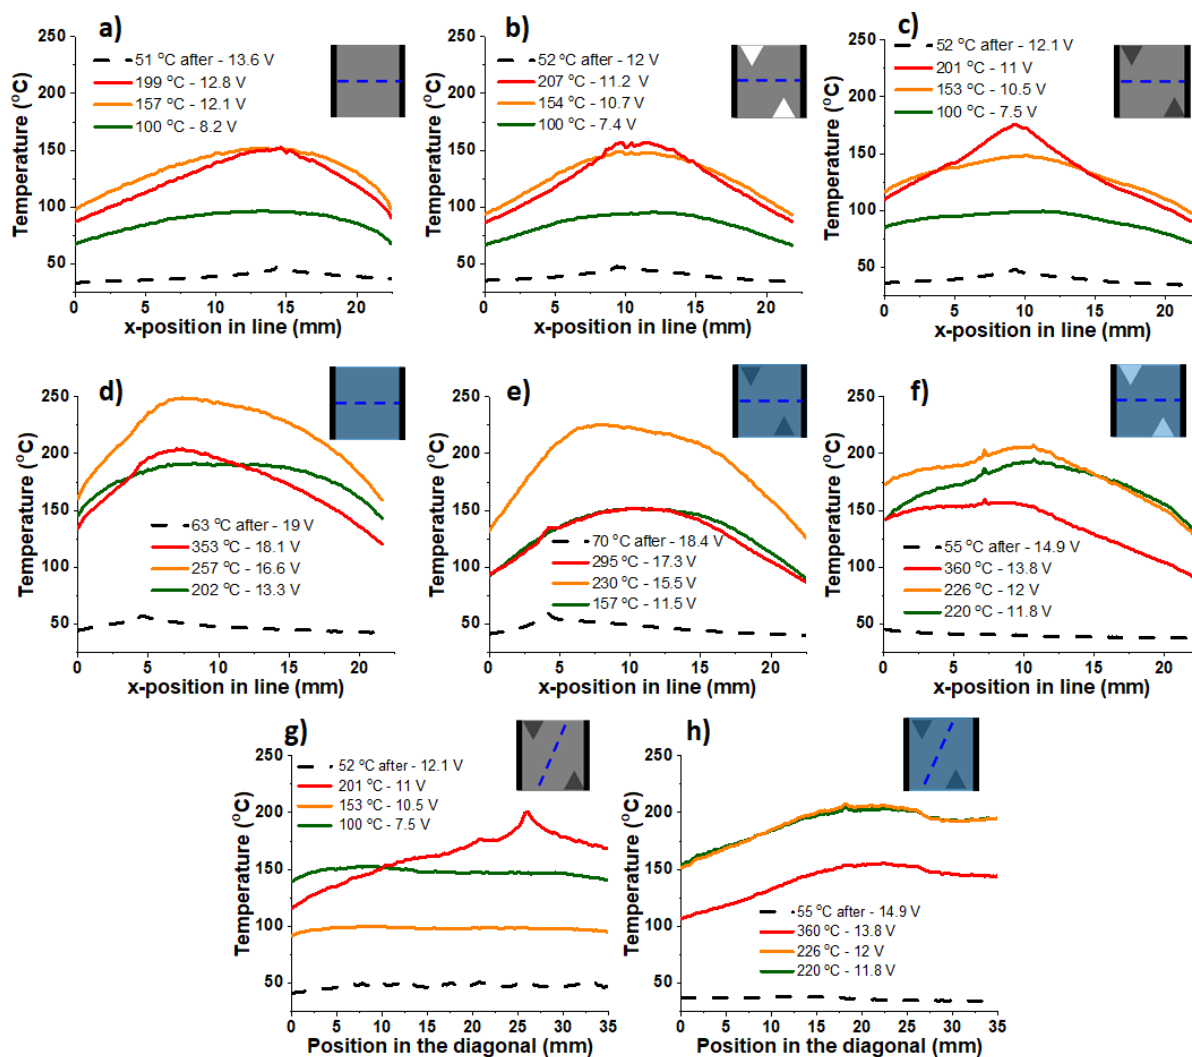 a)
Temperature (°C)
250
200
150
100
50
51 °C after - 13.6 V
199 °C - 12.8 V
157 °C - 12.1 V
100 °C - 8.2 V
0 5 10 15 20
x-position in line (mm)
b)
Temperature (°C)
250
200
150
100
50
52 °C after - 12 V
207 °C - 11.2 V
154 °C - 10.7 V
100 °C - 7.4 V
0 5 10 15 20
x-position in line (mm)
c)
Temperature (°C)
250
200
150
100
50
52 °C after - 12.1 V
201 °C - 11 V
153 °C - 10.5 V
100 °C - 7.5 V
0 5 10 15 20
x-position in line (mm)
d)
Temperature (°C)
250
200
150
100
50
63 °C after - 19 V
353 °C - 18.1 V
257 °C - 16.6 V
202 °C - 13.3 V
0 5 10 15 20
x-position in line (mm)
e)
Temperature (°C)
250
200
150
100
50
70 °C after - 18.4 V
295 °C - 17.3 V
230 °C - 15.5 V
157 °C - 11.5 V
0 5 10 15 20
x-position in line (mm)
f)
Temperature (°C)
250
200
150
100
50
55 °C after - 14.9 V
360 °C - 13.8 V
226 °C - 12 V
220 °C - 11.8 V
0 5 10 15 20
x-position in line (mm)
g)
Temperature (°C)
250
200
150
100
50
52 °C after - 12.1 V
201 °C - 11 V
153 °C - 10.5 V
100 °C - 7.5 V
0 5 10 15 20 25 30 35
Position in the diagonal (mm)
h)
Temperature (°C)
250
200
150
100
50
55 °C after - 14.9 V
360 °C - 13.8 V
226 °C - 12 V
220 °C - 11.8 V
0 5 10 15 20 25 30 35
Position in the diagonal (mm)